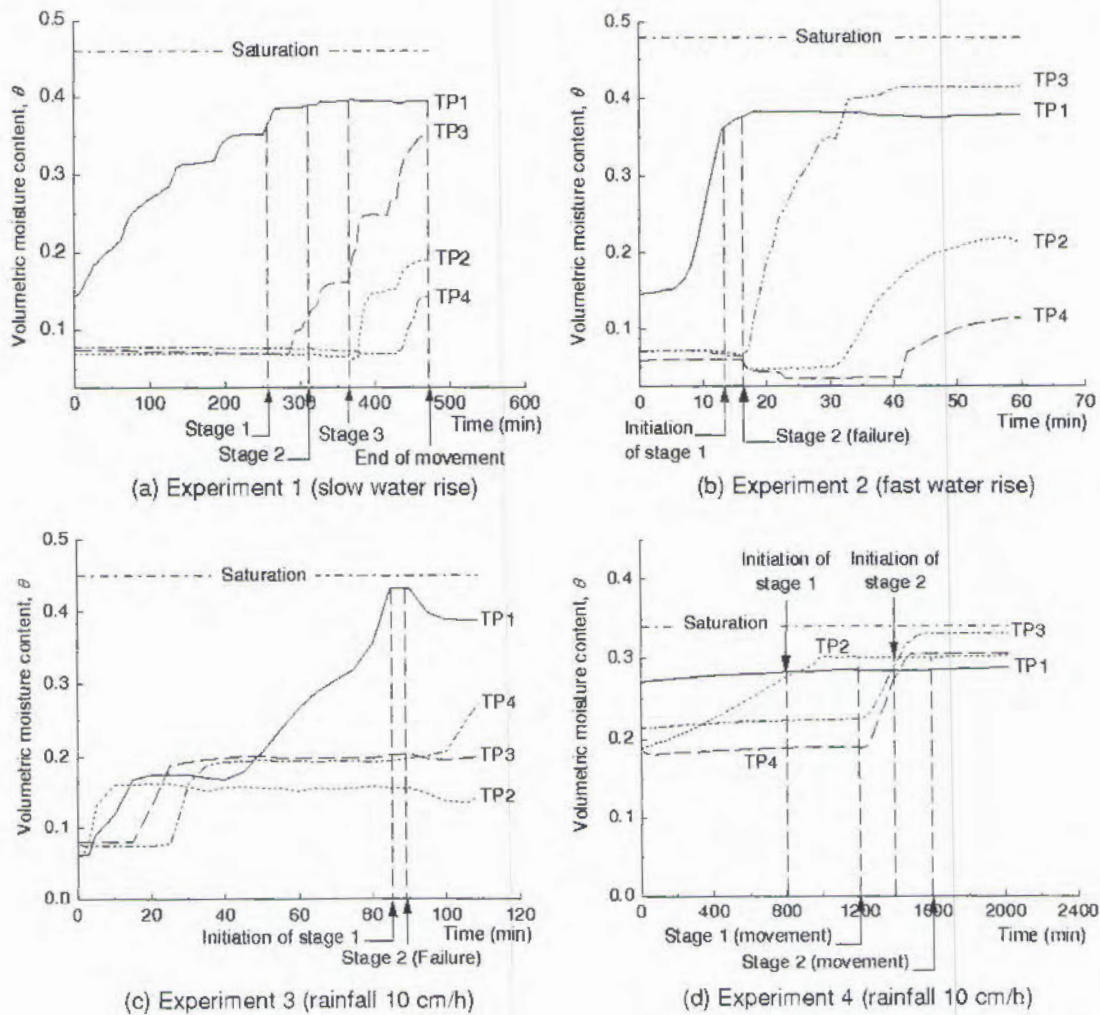 0.5
0.4
0.3
0.2
0.1
Volumetric moisture content, θ
Saturation
TP1
TP3
TP2
TP4
0 100 200 300 400 500 600
Time (min)
Stage 1
Stage 2
Stage 3
End of movement
(a) Experiment 1 (slow water rise)
0.5
0.4
0.3
0.2
0.1
Volumetric moisture content, θ
Saturation
TP3
TP1
TP2
TP4
0 10 20 30 40 50 60 70
Time (min)
Initiation
of stage 1
Stage 2 (failure)
(b) Experiment 2 (fast water rise)
0.5
0.4
0.3
0.2
0.1
0.0
Volumetric moisture content, θ
Saturation
TP1
TP4
TP3
TP2
0 20 40 60 80 100 120
Time (min)
Initiation of stage 1
Stage 2 (Failure)
(c) Experiment 3 (rainfall 10 cm/h)
0.4
0.3
0.2
0.1
0.0
Volumetric moisture content, θ
Initiation of
stage 1
Initiation of
stage 2
Saturation
TP2
TP3
TP1
TP4
0 400 800 1200 1600 2000 2400
Time (min)
Stage 1 (movement)
Stage 2 (movement)
(d) Experiment 4 (rainfall 10 cm/h)